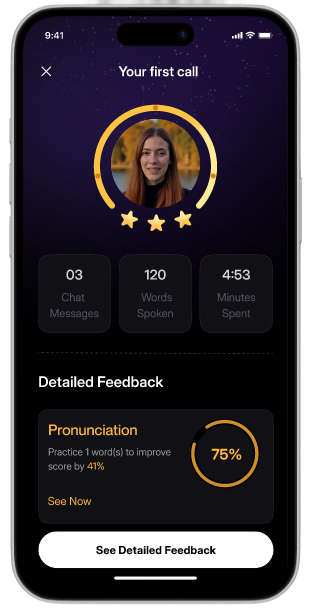 9:41
Your first call
03
Chat
Messages
120
Words
Spoken
4:53
Minutes
Spent
Detailed Feedback
Pronunciation
Practice 1 word(s) to improve
score by 41%
75%
See Now
See Detailed Feedback